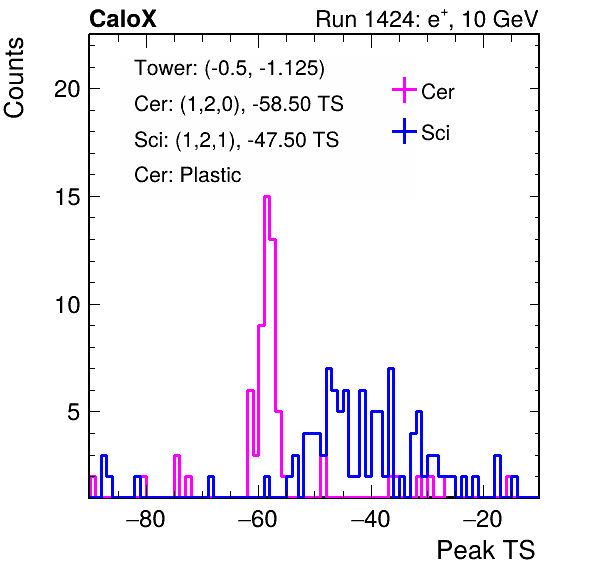 CaloX Run 1424: e⁺, 10 GeV
Counts
Tower: (-0.5, -1.125)
Cer: (1,2,0), -58.50 TS
Sci: (1,2,1), -47.50 TS
Cer: Plastic
Cer
Sci
20
15
10
5
−80 −60 −40 −20
Peak TS